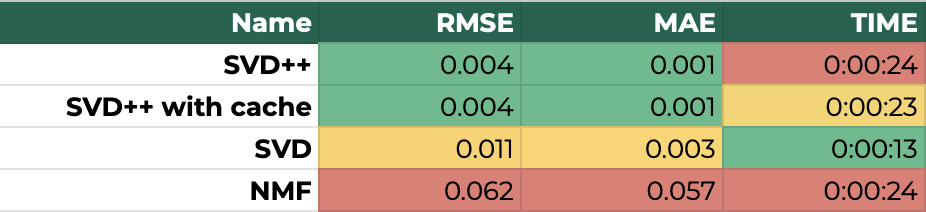 Name RMSE MAE TIME
SVD++ 0.004 0.001 0:00:24
SVD++ with cache 0.004 0.001 0:00:23
SVD 0.011 0.003 0:00:13
NMF 0.062 0.057 0:00:24